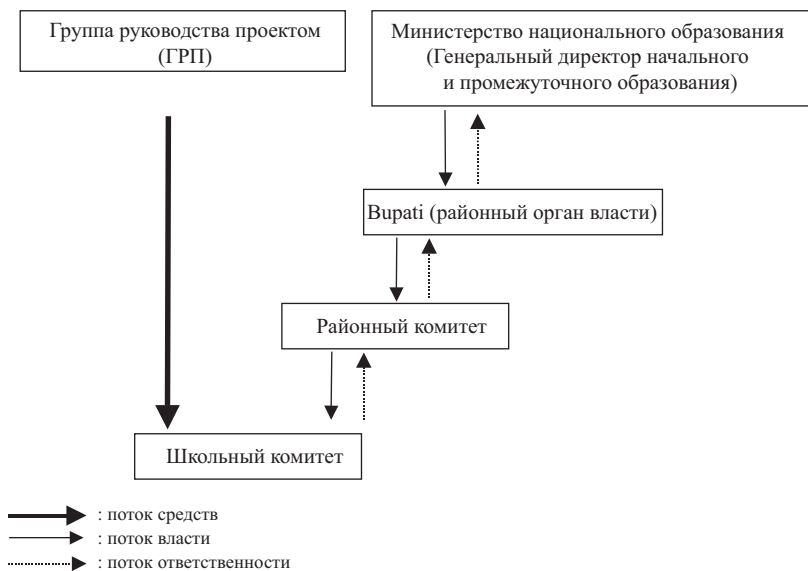 Группа руководства проектом
(ГРП)
Министерство национального образования
(Генеральный директор начального
и промежуточного образования)
Bupati (районный орган власти)
Районный комитет
Школьный комитет
: поток средств
: поток власти
: поток ответственности